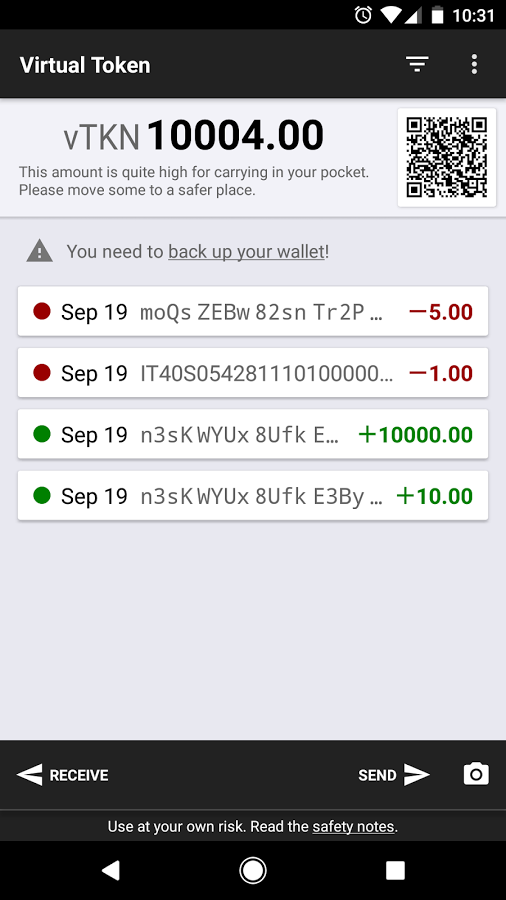 10:31
Virtual Token
vTKN 10004.00
This amount is quite high for carrying in your pocket.
Please move some to a safer place.
You need to back up your wallet!
Sep 19 moQs ZEBw 82sn Tr2P … −5.00
Sep 19 IT40S054281110100000… −1.00
Sep 19 n3sK WYUx 8Ufk E… +10000.00
Sep 19 n3sK WYUx 8Ufk E3By … +10.00
RECEIVE SEND
Use at your own risk. Read the safety notes.